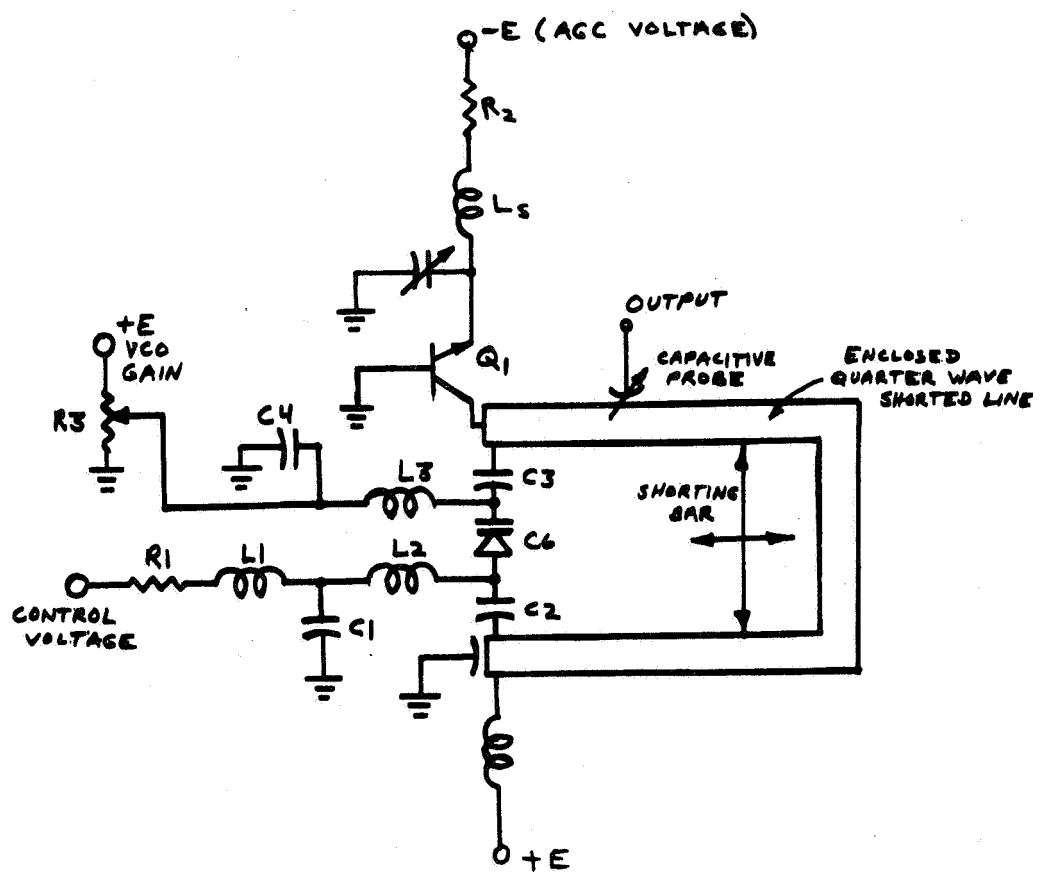 -E (AGC VOLTAGE)
R2
L5
+E
VCO
GAIN
R3
Q1
OUTPUT
CAPACITIVE
PROBE
ENCLOSED
QUARTER WAVE
SHORTED LINE
C4
L3
C3
SHORTING
BAR
C6
R1
L1
L2
CONTROL
VOLTAGE
C1
C2
+E